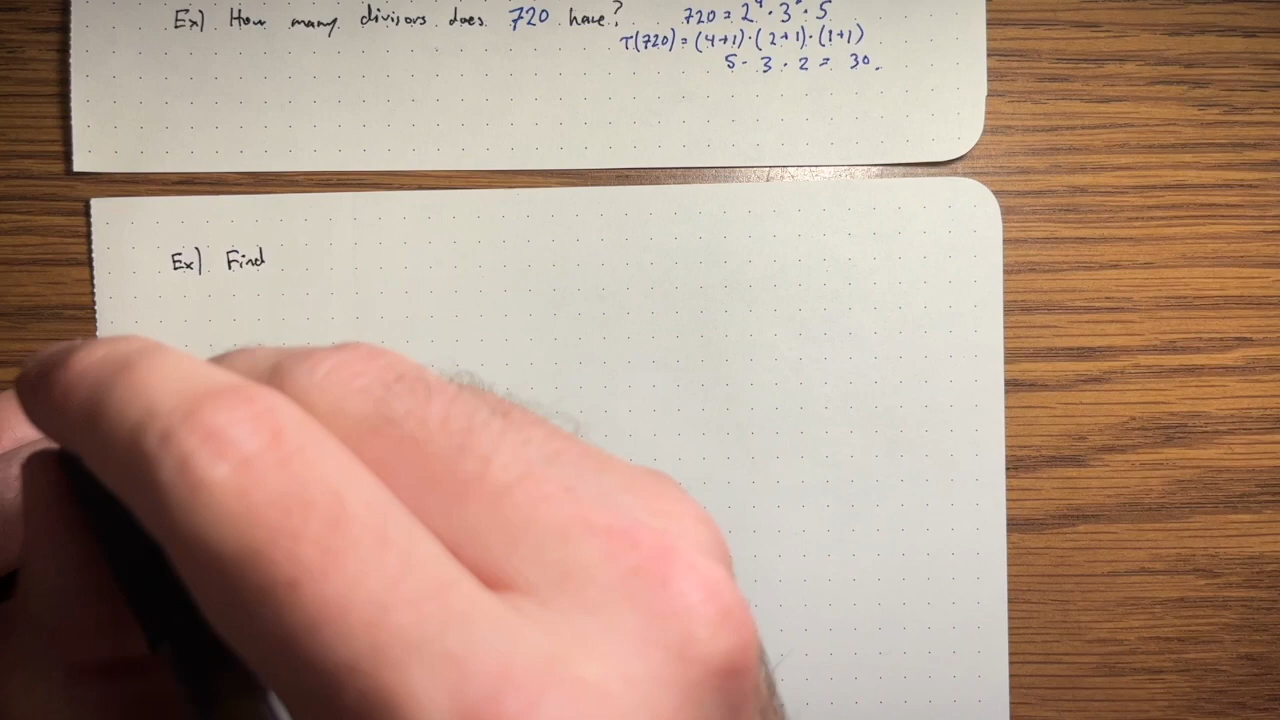 Ex) How many divisors does 720 have? 720 = 2⁴ · 3² · 5
τ(720) = (4+1) · (2+1) · (1+1)
5 · 3 · 2 = 30.
Ex) Find